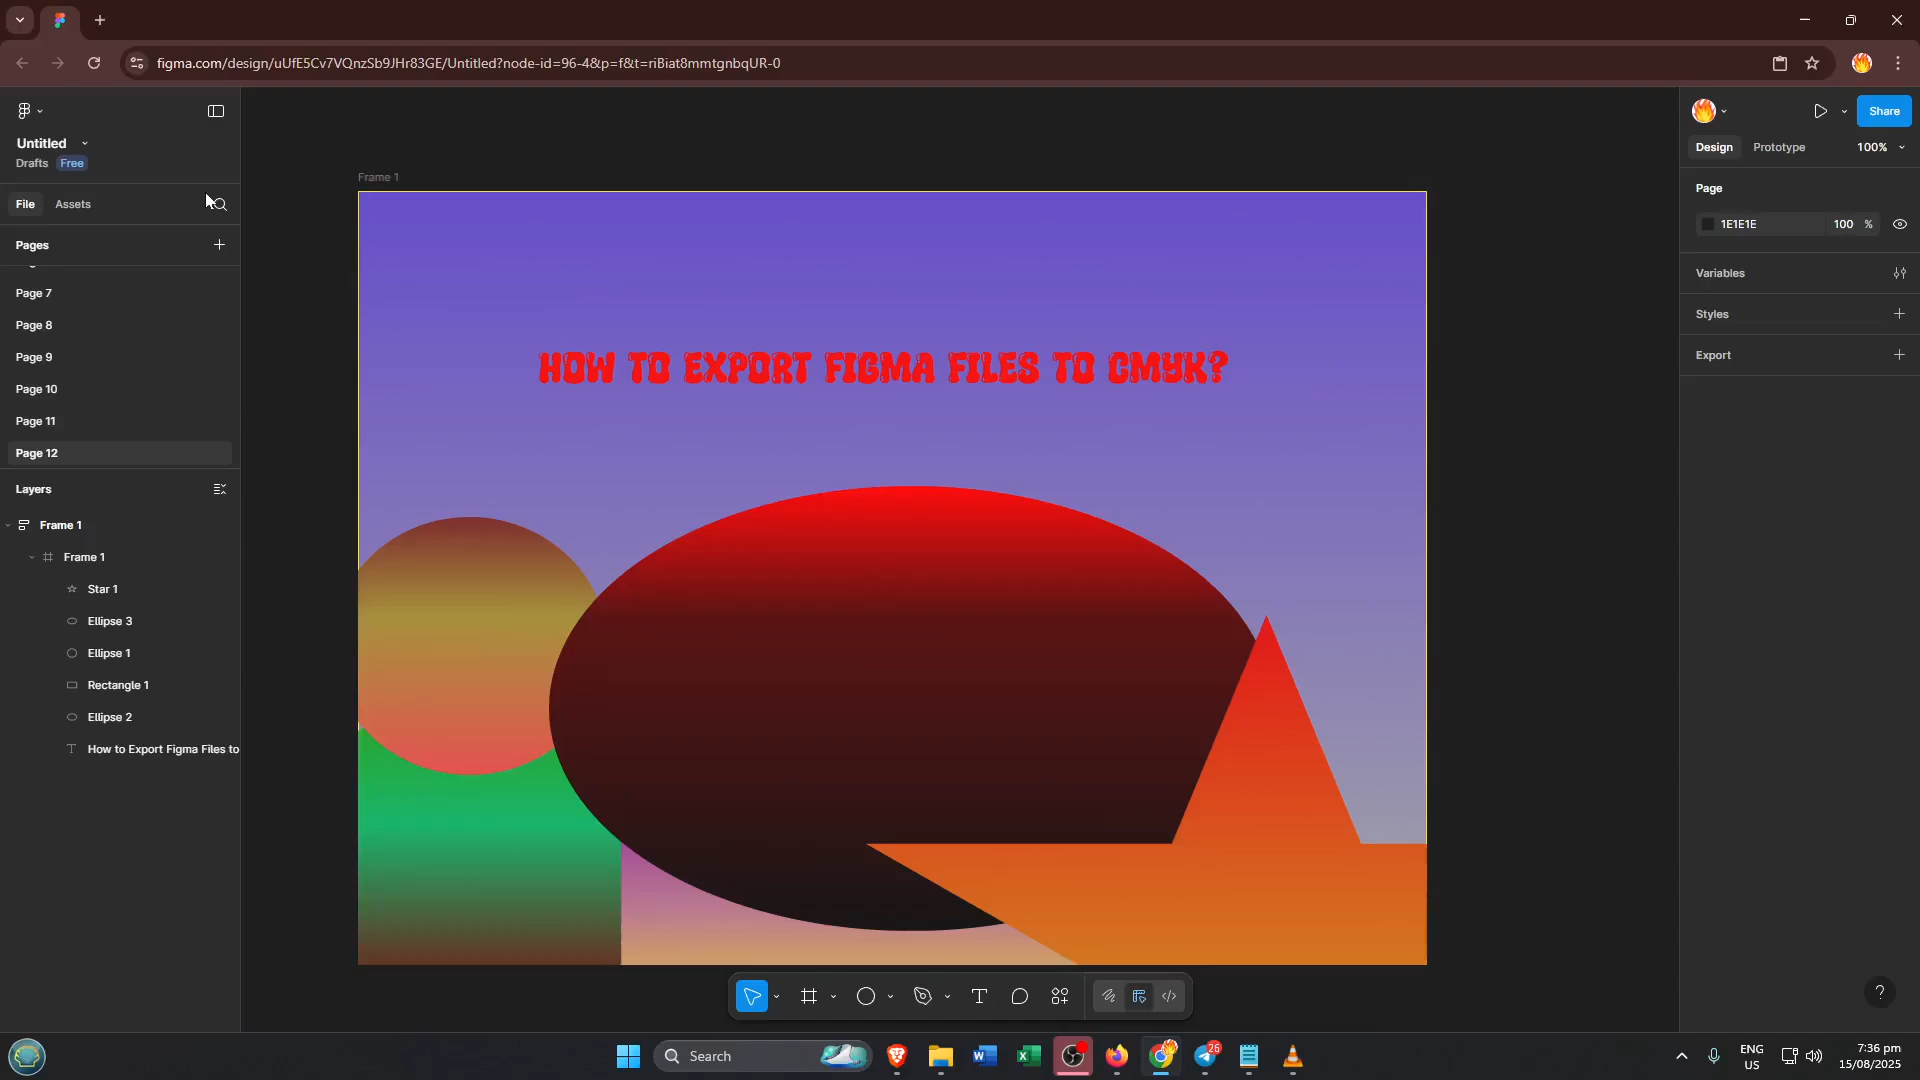 figma.com/design/uUfE5Cv7VQnzSb9JHr83GE/Untitled?node-id=96-4&p=f&t=riBiat8mmtgnbqUR-0
Untitled
Drafts Free
File Assets
Pages
Page 7
Page 8
Page 9
Page 10
Page 11
Page 12
Layers
Frame 1
Frame 1
Star 1
Ellipse 3
Ellipse 1
Rectangle 1
Ellipse 2
How to Export Figma Files to
Frame 1
HOW TO EXPORT FIGMA FILES TO CMYK?
Share
Design Prototype 100%
Page
1E1E1E 100 %
Variables
Styles
Export
?
Search
26
ENG
US
7:36 pm
15/08/2025